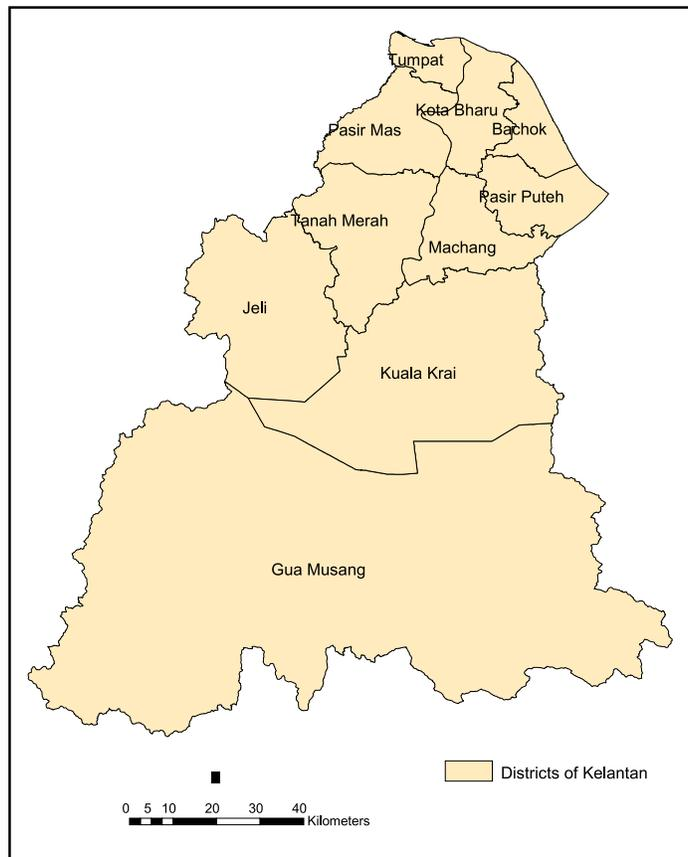 Tumpat
Kota Bharu
Pasir Mas
Bachok
Pasir Puteh
Tanah Merah
Machang
Jeli
Kuala Krai
Gua Musang
Districts of Kelantan
0 5 10 20 30 40
Kilometers